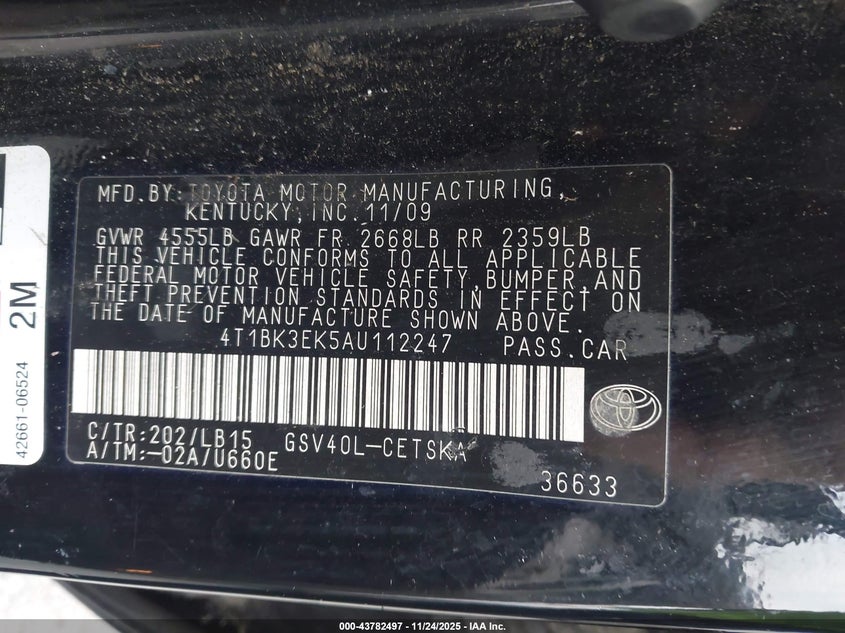 MFD.BY:TOYOTA MOTOR MANUFACTURING,
KENTUCKY,INC.11/09
GVWR 4555LB GAWR FR 2668LB RR 2359LB
THIS VEHICLE CONFORMS TO ALL APPLICABLE
FEDERAL MOTOR VEHICLE SAFETY,BUMPER,AND
THEFT PREVENTION STANDARDS IN EFFECT ON
THE DATE OF MANUFACTURE SHOWN ABOVE.
4T1BK3EK5AU112247 PASS.CAR
C/TR:202/LB15 GSV40L-CETSKA
A/TM:-02A/U660E
36633
42661-06524
2M
000-43782497 - 11/24/2025 - IAA Inc.